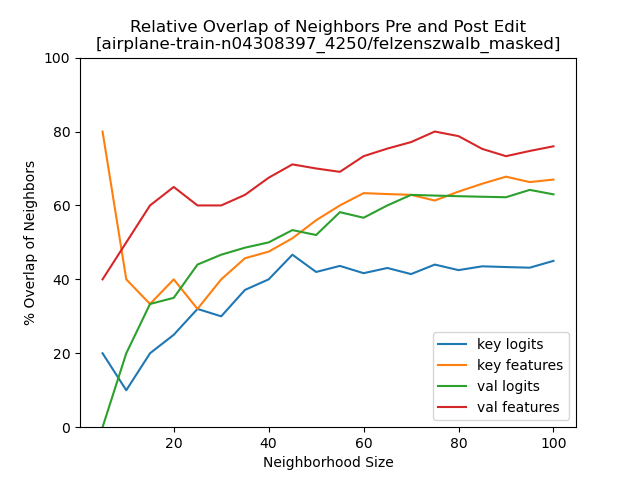 Relative Overlap of Neighbors Pre and Post Edit
[airplane-train-n04308397_4250/felzenszwalb_masked]
100
80
60
40
20
0
% Overlap of Neighbors
20
40
60
80
100
Neighborhood Size
key logits
key features
val logits
val features